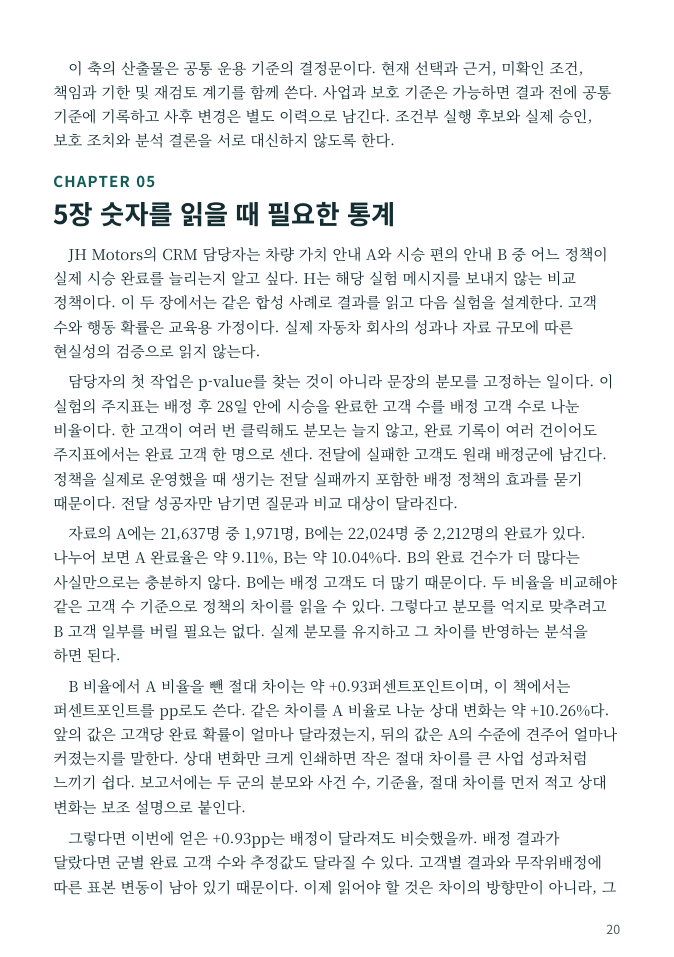 이 축의 산출물은 공통 운용 기준의 결정문이다. 현재 선택과 근거, 미확인 조건,
책임과 기한 및 재검토 계기를 함께 쓴다. 사업과 보호 기준은 가능하면 결과 전에 공통
기준에 기록하고 사후 변경은 별도 이력으로 남긴다. 조건부 실행 후보와 실제 승인,
보호 조치와 분석 결론을 서로 대신하지 않도록 한다.
CHAPTER 05
5장 숫자를 읽을 때 필요한 통계
JH Motors의 CRM 담당자는 차량 가치 안내 A와 시승 편의 안내 B 중 어느 정책이
실제 시승 완료를 늘리는지 알고 싶다. H는 해당 실험 메시지를 보내지 않는 비교
정책이다. 이 두 장에서는 같은 합성 사례로 결과를 읽고 다음 실험을 설계한다. 고객
수와 행동 확률은 교육용 가정이다. 실제 자동차 회사의 성과나 자료 규모에 따른
현실성의 검증으로 읽지 않는다.
담당자의 첫 작업은 p-value를 찾는 것이 아니라 문장의 분모를 고정하는 일이다. 이
실험의 주지표는 배정 후 28일 안에 시승을 완료한 고객 수를 배정 고객 수로 나눈
비율이다. 한 고객이 여러 번 클릭해도 분모는 늘지 않고, 완료 기록이 여러 건이어도
주지표에서는 완료 고객 한 명으로 센다. 전달에 실패한 고객도 원래 배정군에 남긴다.
정책을 실제로 운영했을 때 생기는 전달 실패까지 포함한 배정 정책의 효과를 묻기
때문이다. 전달 성공자만 남기면 질문과 비교 대상이 달라진다.
자료의 A에는 21,637명 중 1,971명, B에는 22,024명 중 2,212명의 완료가 있다.
나누어 보면 A 완료율은 약 9.11%, B는 약 10.04%다. B의 완료 건수가 더 많다는
사실만으로는 충분하지 않다. B에는 배정 고객도 더 많기 때문이다. 두 비율을 비교해야
같은 고객 수 기준으로 정책의 차이를 읽을 수 있다. 그렇다고 분모를 억지로 맞추려고
B 고객 일부를 버릴 필요는 없다. 실제 분모를 유지하고 그 차이를 반영하는 분석을
하면 된다.
B 비율에서 A 비율을 뺀 절대 차이는 약 +0.93퍼센트포인트이며, 이 책에서는
퍼센트포인트를 pp로도 쓴다. 같은 차이를 A 비율로 나눈 상대 변화는 약 +10.26%다.
앞의 값은 고객당 완료 확률이 얼마나 달라졌는지, 뒤의 값은 A의 수준에 견주어 얼마나
커졌는지를 말한다. 상대 변화만 크게 인쇄하면 작은 절대 차이를 큰 사업 성과처럼
느끼기 쉽다. 보고서에는 두 군의 분모와 사건 수, 기준율, 절대 차이를 먼저 적고 상대
변화는 보조 설명으로 붙인다.
그렇다면 이번에 얻은 +0.93pp는 배정이 달라져도 비슷했을까. 배정 결과가
달랐다면 군별 완료 고객 수와 추정값도 달라질 수 있다. 고객별 결과와 무작위배정에
따른 표본 변동이 남아 있기 때문이다. 이제 읽어야 할 것은 차이의 방향만이 아니라, 그
20